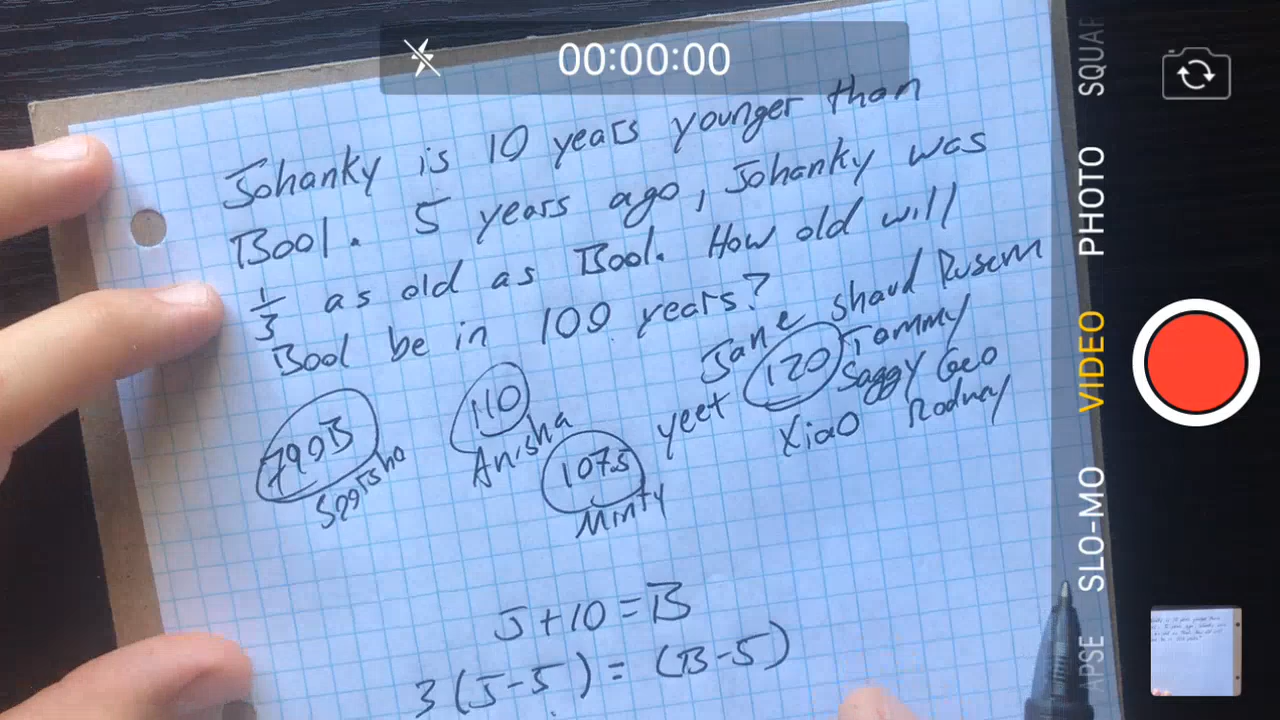 00:00:00
Johanky is 10 years younger than
Bool. 5 years ago, Johanky was
1/3 as old as Bool. How old will
Bool be in 100 years?
Jane shaud Rusem
yeet 120 Tommy
Saggy Geo
Xiao Rodney
110
Anisha
107.5
Minty
J+10=B
3(J-5)=(B-5)
SQUAR
PHOTO
VIDEO
SLO-MO
APSE